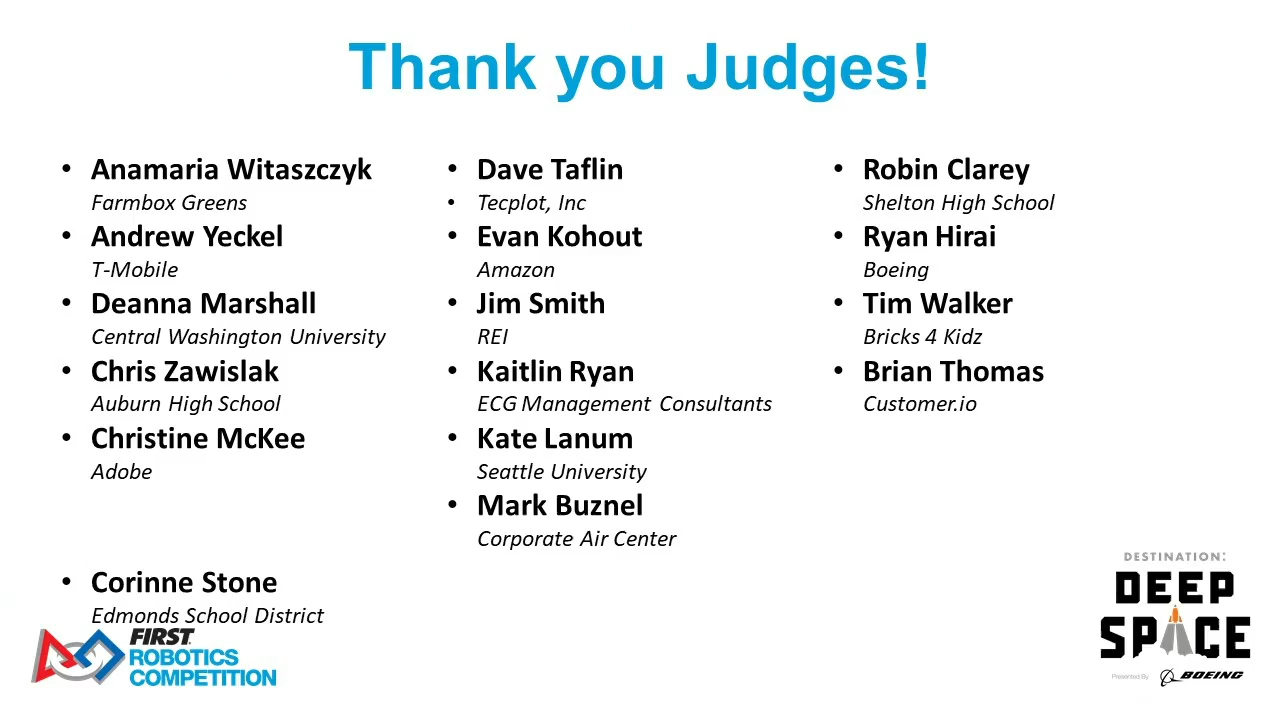 Thank you Judges!
• Anamaria Witaszczyk
Farmbox Greens
• Andrew Yeckel
T-Mobile
• Deanna Marshall
Central Washington University
• Chris Zawislak
Auburn High School
• Christine McKee
Adobe
• Corinne Stone
Edmonds School District
• Dave Taflin
• Tecplot, Inc
• Evan Kohout
Amazon
• Jim Smith
REI
• Kaitlin Ryan
ECG Management Consultants
• Kate Lanum
Seattle University
• Mark Buznel
Corporate Air Center
• Robin Clarey
Shelton High School
• Ryan Hirai
Boeing
• Tim Walker
Bricks 4 Kidz
• Brian Thomas
Customer.io
FIRST
ROBOTICS
COMPETITION
DESTINATION:
DEEP
SPACE
Presented By BOEING